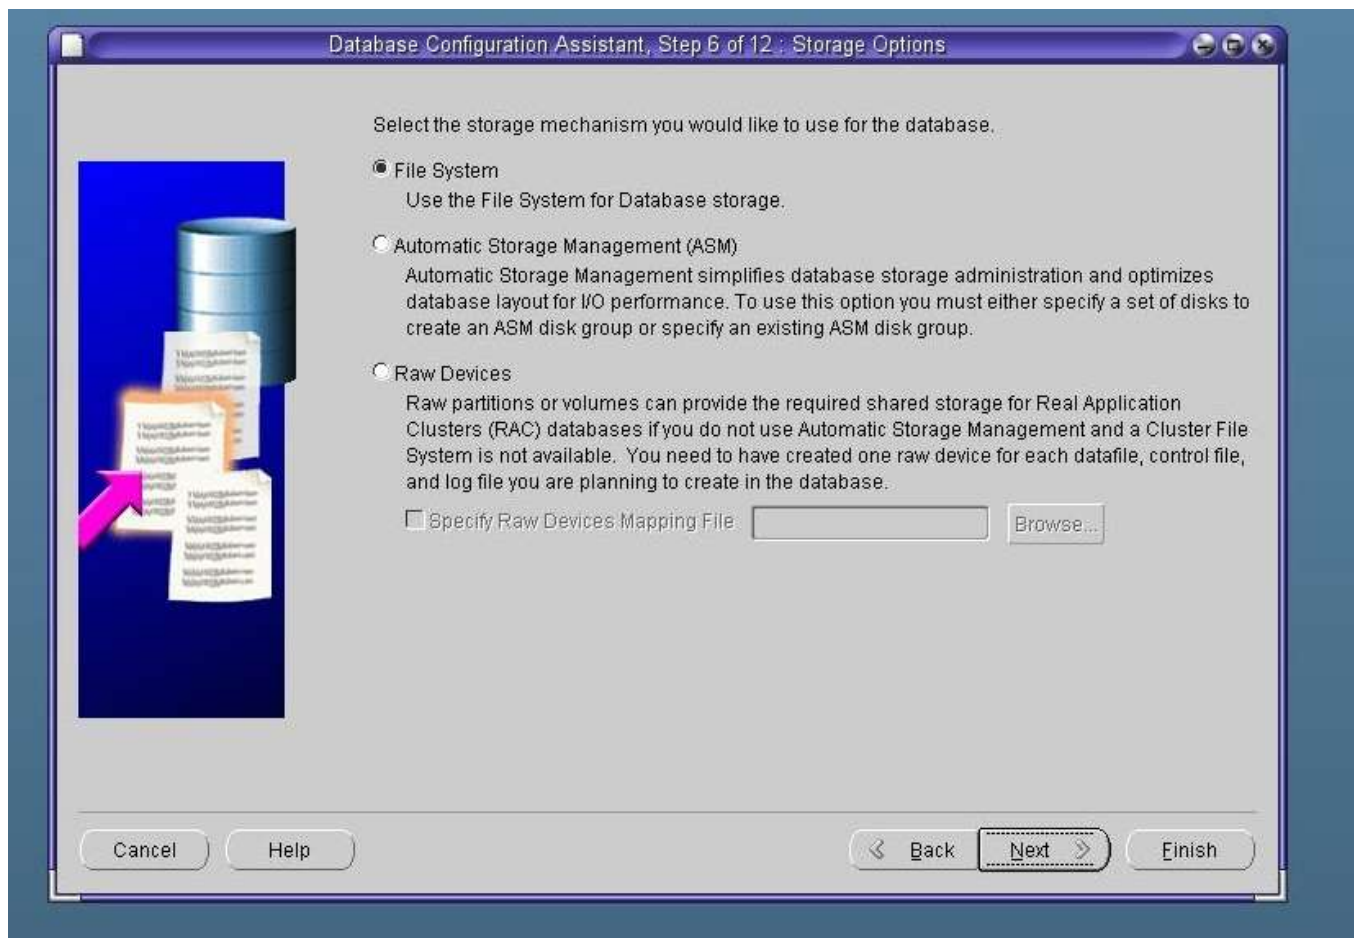 Database Configuration Assistant, Step 6 of 12 : Storage Options
Select the storage mechanism you would like to use for the database.
File System
Use the File System for Database storage.
Automatic Storage Management (ASM)
Automatic Storage Management simplifies database storage administration and optimizes
database layout for I/O performance. To use this option you must either specify a set of disks to
create an ASM disk group or specify an existing ASM disk group.
Raw Devices
Raw partitions or volumes can provide the required shared storage for Real Application
Clusters (RAC) databases if you do not use Automatic Storage Management and a Cluster File
System is not available.  You need to have created one raw device for each datafile, control file,
and log file you are planning to create in the database.
Specify Raw Devices Mapping File
Browse...
Cancel
Help
Back
Next
Finish